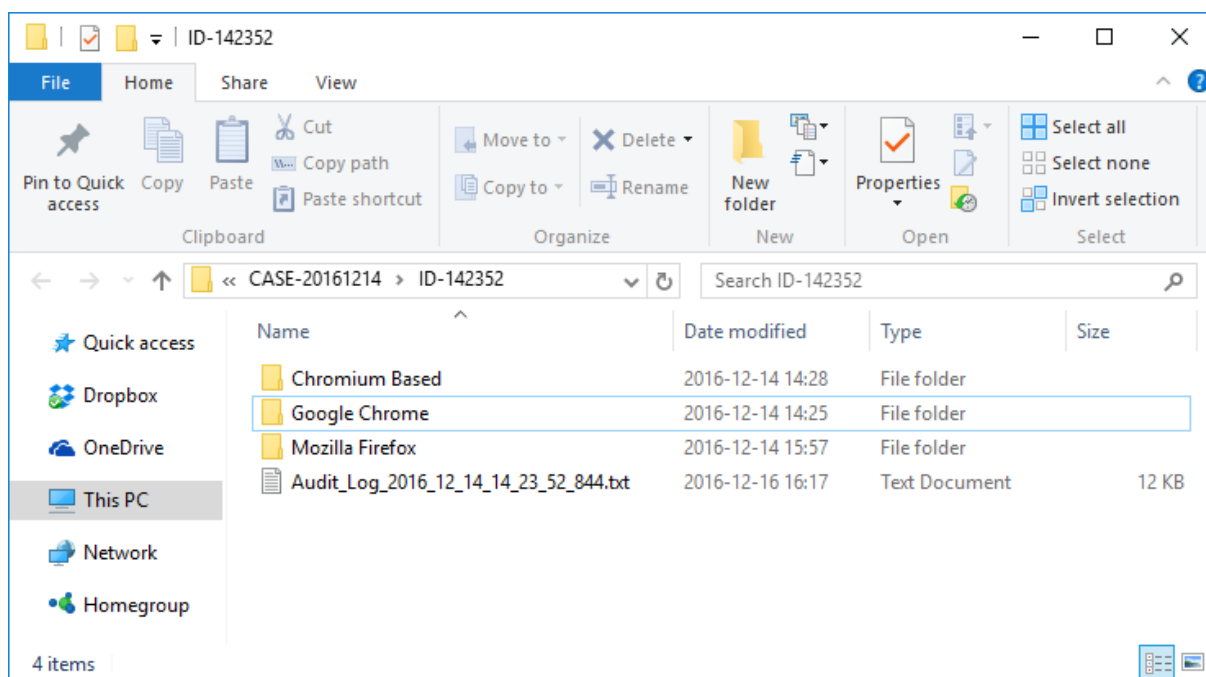 ID-142352
File Home Share View
Pin to Quick access
Copy
Paste
Cut
Copy path
Paste shortcut
Clipboard
Move to
Copy to
Delete
Rename
Organize
New folder
New
Properties
Open
Select all
Select none
Invert selection
Select
« CASE-20161214 > ID-142352
Search ID-142352
Quick access
Dropbox
OneDrive
This PC
Network
Homegroup
Name Date modified Type Size
Chromium Based 2016-12-14 14:28 File folder
Google Chrome 2016-12-14 14:25 File folder
Mozilla Firefox 2016-12-14 15:57 File folder
Audit_Log_2016_12_14_14_23_52_844.txt 2016-12-16 16:17 Text Document 12 KB
4 items